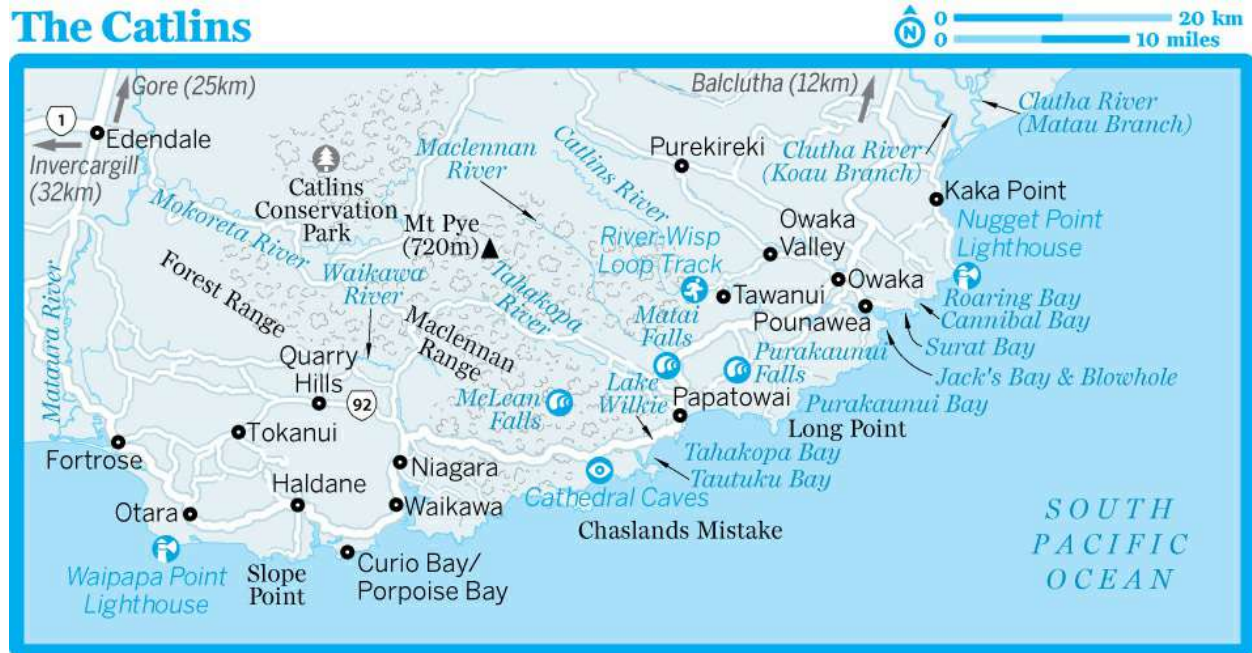 The Catlins
N
0 20 km
0 10 miles
Gore (25km)
Balclutha (12km)
1
Edendale
Invercargill
(32km)
Clutha River
(Matau Branch)
Maclennan
River
Catlins River
Purekireki
Clutha River
(Koau Branch)
Catlins
Conservation
Park
Kaka Point
Mokoreta River
Mt Pye
(720m)
Owaka
Valley
Nugget Point
Lighthouse
River-Wisp
Loop Track
Forest Range
Waikawa
River
Tahakopa
River
Tawanui
Owaka
Pounawea
Roaring Bay
Cannibal Bay
Mataura River
Maclennan
Range
Matai
Falls
Surat Bay
Quarry
Hills
Purakaunui
Falls
Jack's Bay & Blowhole
92
McLean
Falls
Lake
Wilkie
Papatowai
Purakaunui Bay
Long Point
Tokanui
Fortrose
Niagara
Tahakopa Bay
Tautuku Bay
Haldane
Cathedral Caves
Otara
Waikawa
Chaslands Mistake
SOUTH
PACIFIC
OCEAN
Curio Bay/
Porpoise Bay
Waipapa Point
Lighthouse
Slope
Point